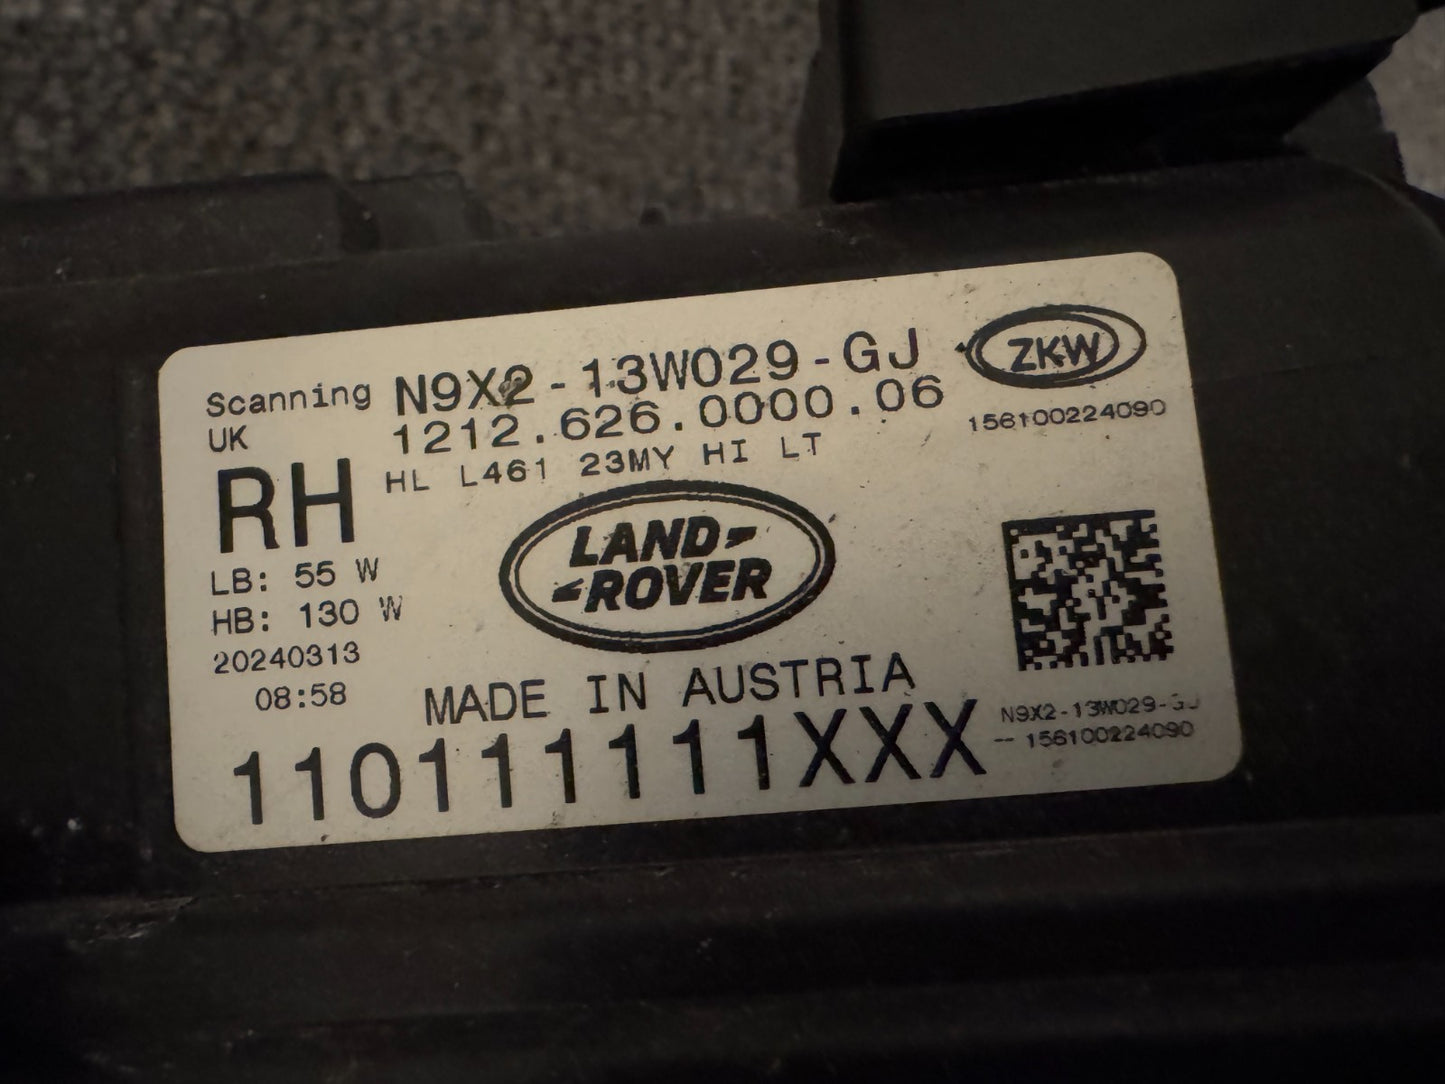 Scanning N9X2-13W029-GJ
UK 1212.626.0000.06
ZKW
156100224090
RH HL L461 23MY HI LT
LAND-
-ROVER
LB: 55 W
HB: 130 W
20240313
08:58
MADE IN AUSTRIA
110111111XXX
N9X2-13W029-GJ
-- 156100224090